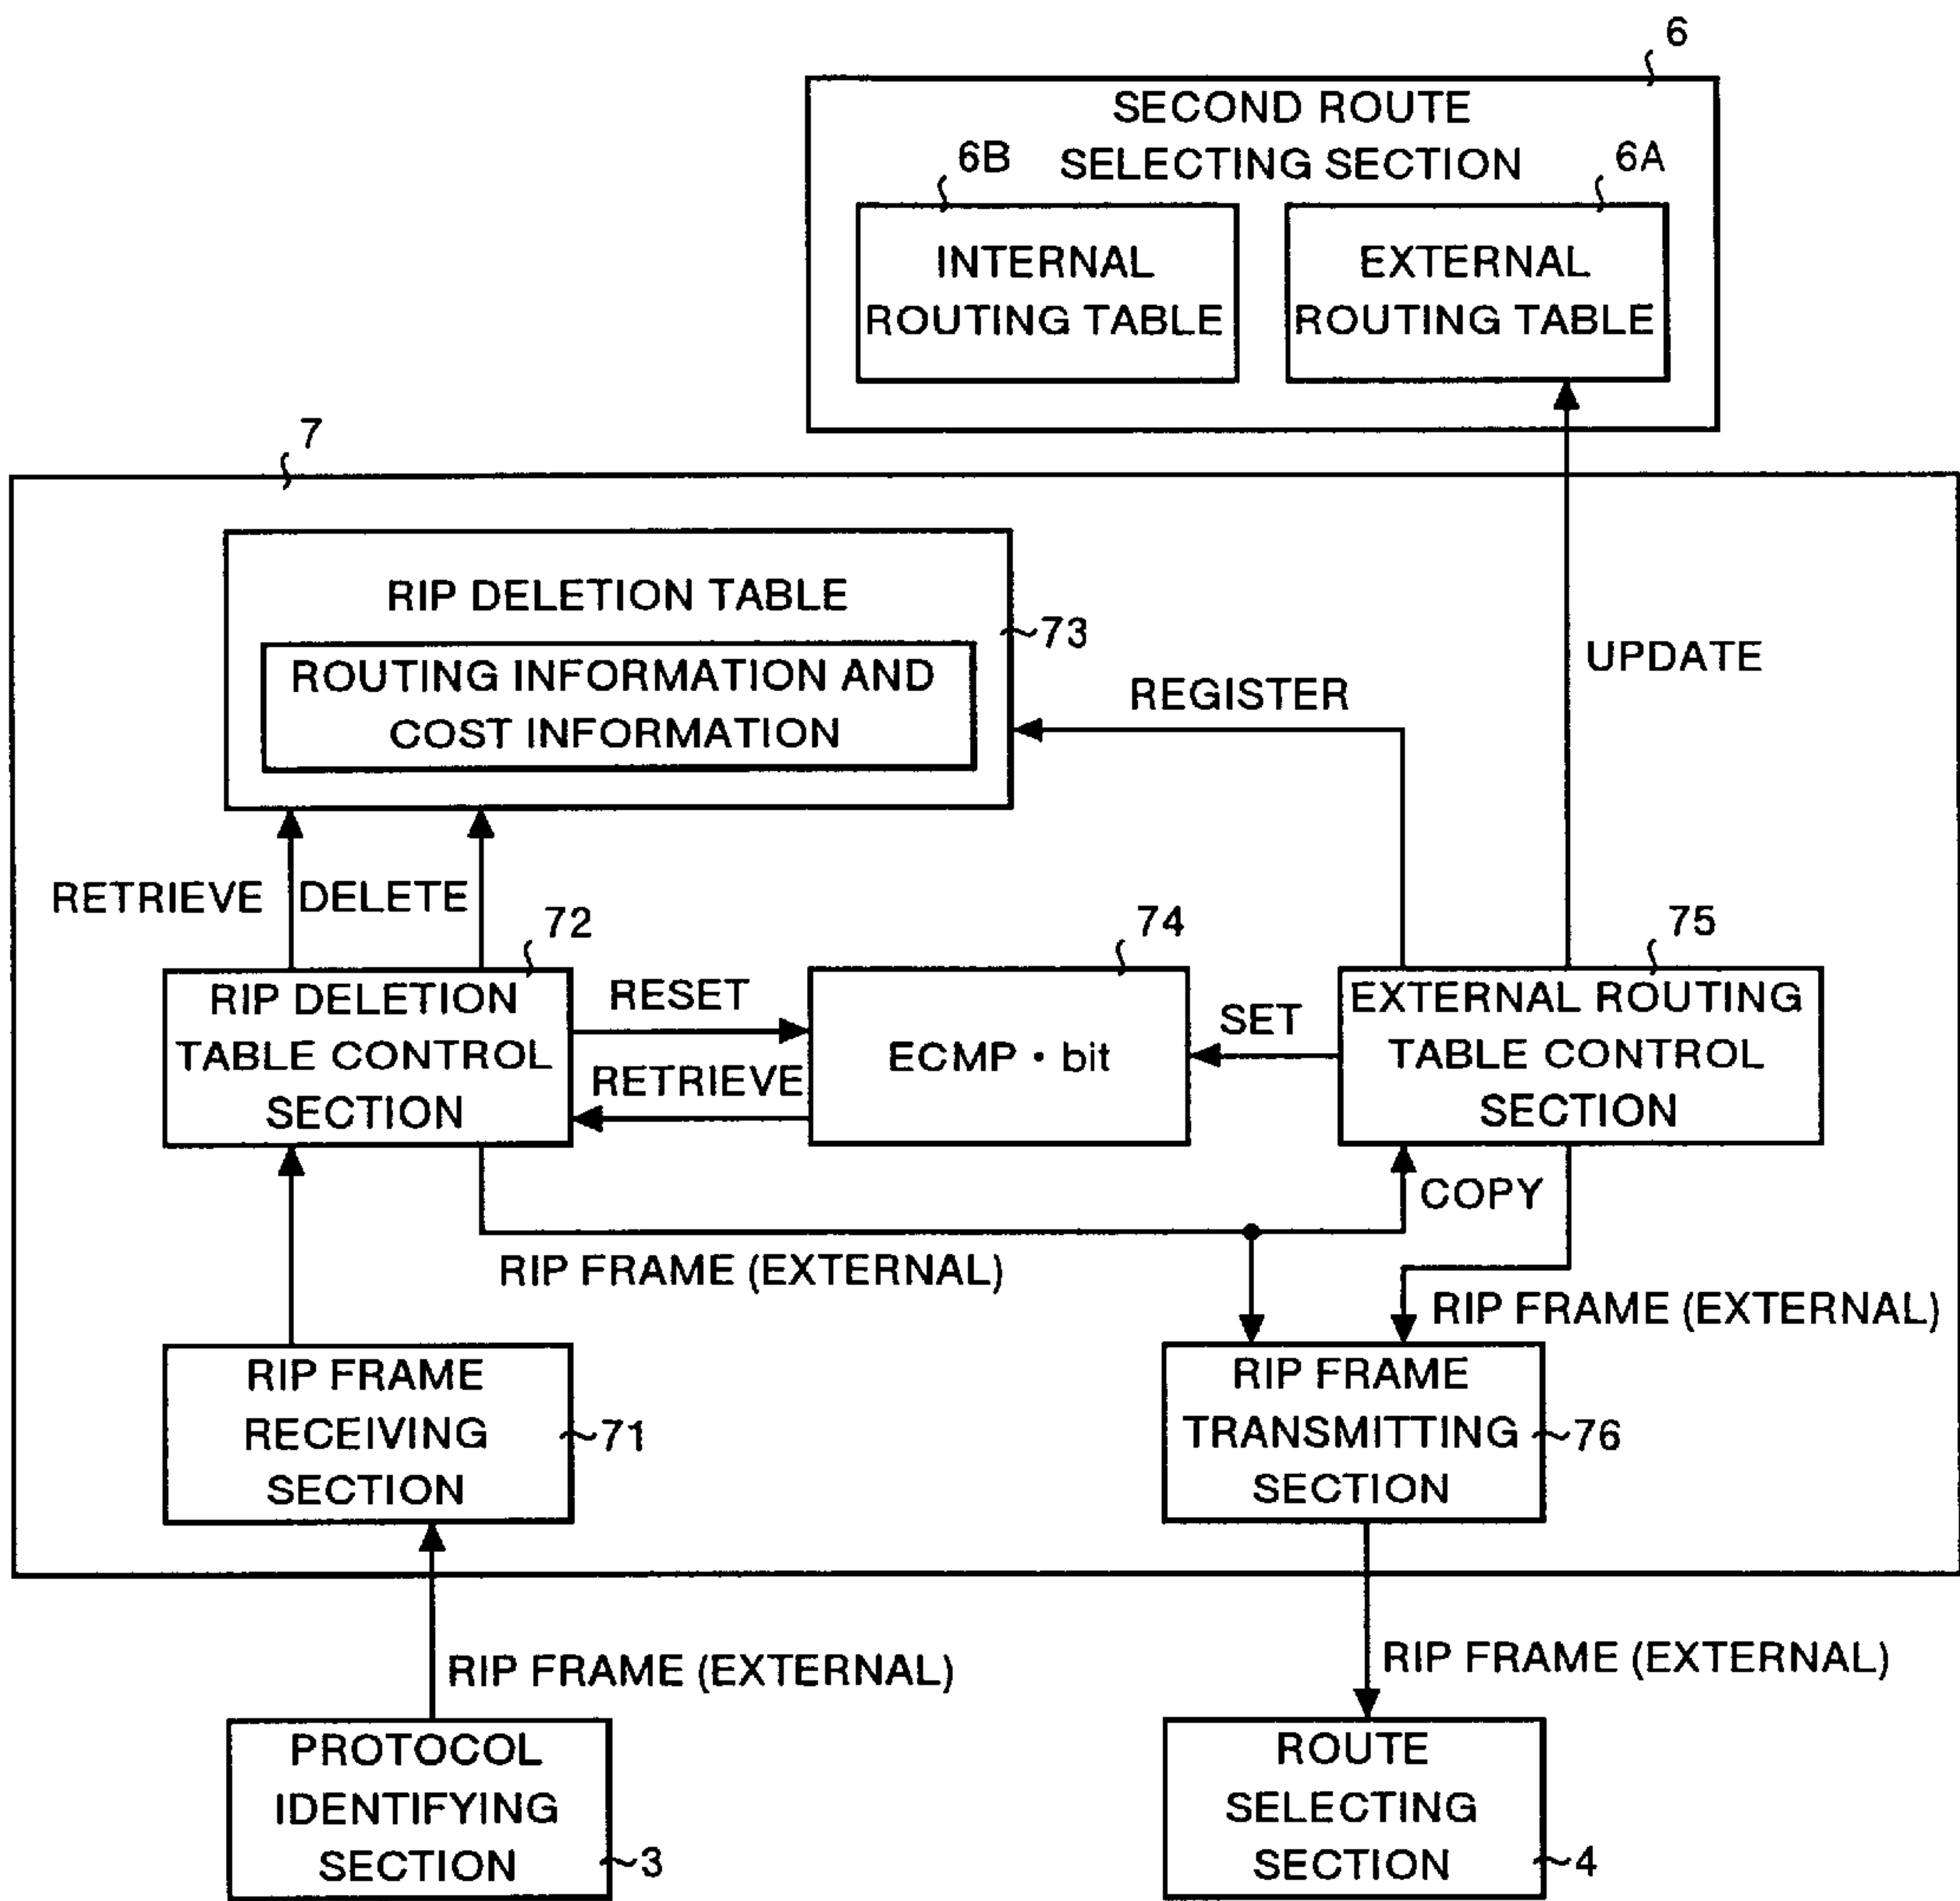 6
SECOND ROUTE
SELECTING SECTION
6B
6A
INTERNAL
ROUTING TABLE
EXTERNAL
ROUTING TABLE
7
RIP DELETION TABLE
73
ROUTING INFORMATION AND
COST INFORMATION
REGISTER
UPDATE
RETRIEVE
DELETE
72
74
75
RIP DELETION
TABLE CONTROL
SECTION
RESET
RETRIEVE
ECMP・bit
SET
EXTERNAL ROUTING
TABLE CONTROL
SECTION
COPY
RIP FRAME (EXTERNAL)
RIP FRAME (EXTERNAL)
RIP FRAME
RECEIVING
SECTION
71
RIP FRAME
TRANSMITTING
SECTION
76
RIP FRAME (EXTERNAL)
RIP FRAME (EXTERNAL)
PROTOCOL
IDENTIFYING
SECTION
3
ROUTE
SELECTING
SECTION
4